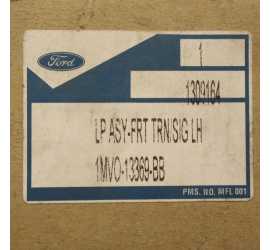 Ford
1
1309164
LP ASY-FRT TRN/SIG LH
1MVO-13369-BB
PMS. NO. MFL 001